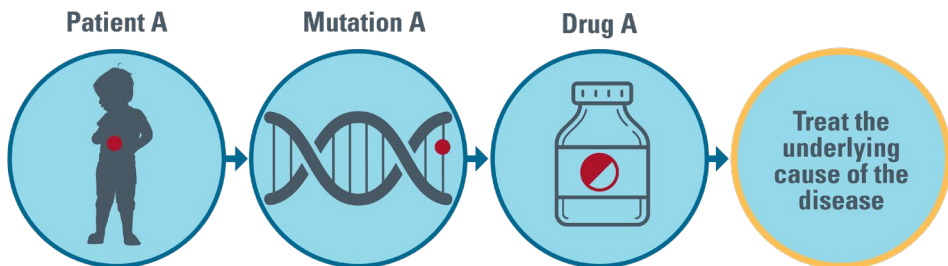 Patient A
Mutation A
Drug A
Treat the
underlying
cause of the
disease